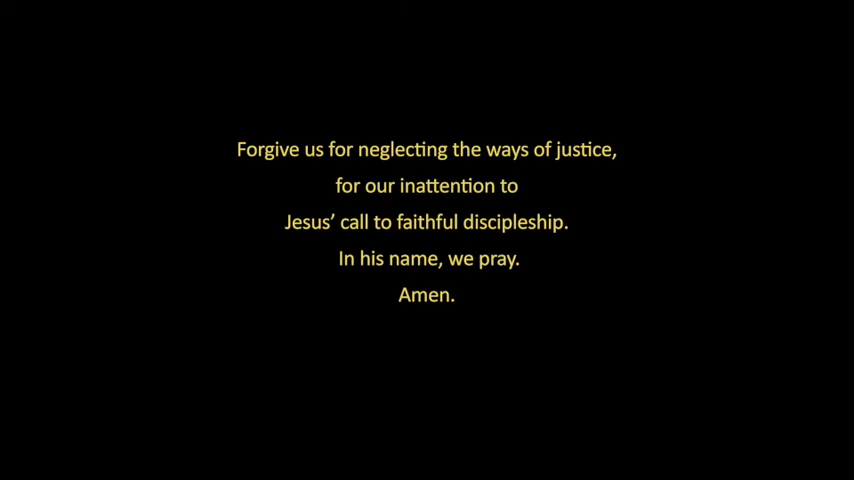 Forgive us for neglecting the ways of justice,
for our inattention to
Jesus’ call to faithful discipleship.
In his name, we pray.
Amen.